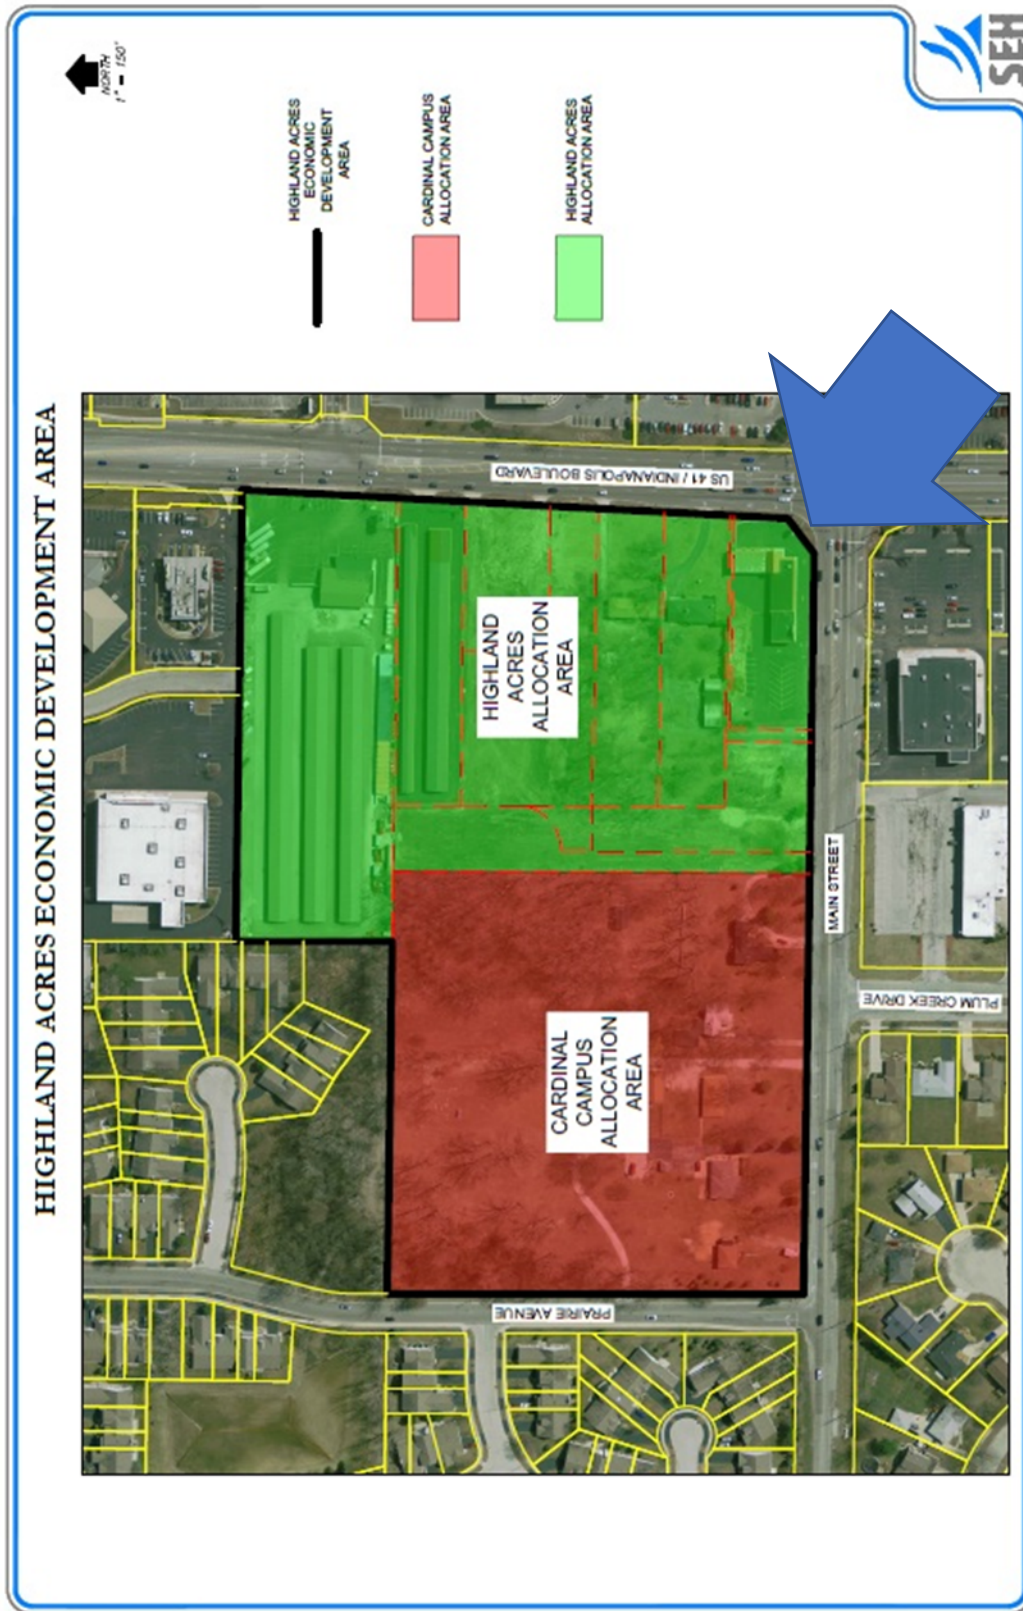 HIGHLAND ACRES ECONOMIC DEVELOPMENT AREA
NORTH
1" = 150'
HIGHLAND ACRES
ECONOMIC
DEVELOPMENT
AREA
CARDINAL CAMPUS
ALLOCATION AREA
HIGHLAND ACRES
ALLOCATION AREA
SEH
US 41 / INDIANAPOLIS BOULEVARD
HIGHLAND
ACRES
ALLOCATION
AREA
MAIN STREET
PLUM CREEK DRIVE
CARDINAL
CAMPUS
ALLOCATION
AREA
PRAIRIE AVENUE